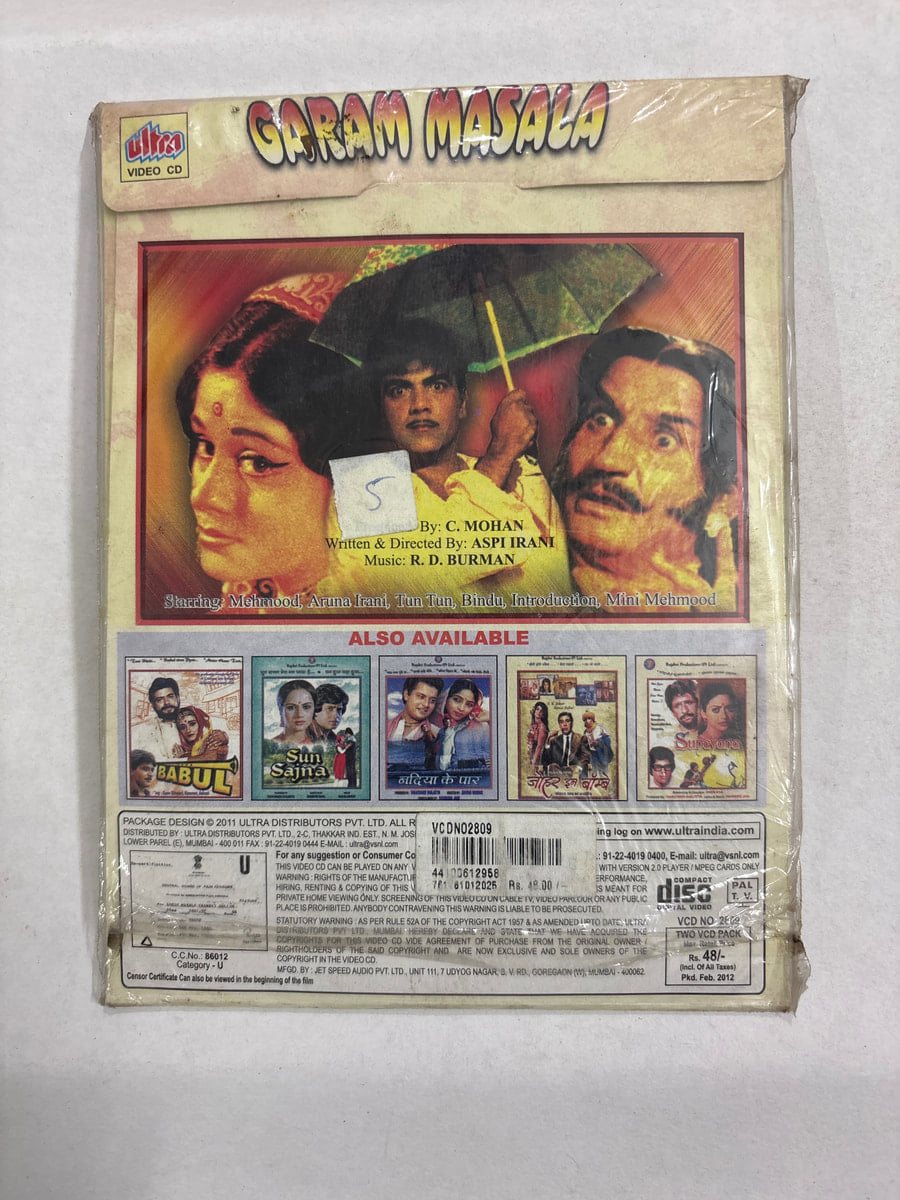 GARAM MASALA
ultra
VIDEO CD
5
By: C. MOHAN
Written & Directed By: ASPI IRANI
Music: R. D. BURMAN
Starring: Mehmood, Aruna Irani, Tun Tun, Bindu, Introduction, Mini Mehmood
ALSO AVAILABLE
BABUL
Sun Sajna
नदिया के पार
Sunayana
PACKAGE DESIGN © 2011 ULTRA DISTRIBUTORS PVT. LTD. ALL R
DISTRIBUTED BY : ULTRA DISTRIBUTORS PVT. LTD., 2-C, THAKKAR IND. EST., N. M. JOS
ping log on www.ultraindia.com
LOWER PAREL (E), MUMBAI - 400 011 FAX : 91-22-4019 0444 E-MAIL : ultra@vsnl.com
VCDNO2809
For any suggestion or Consumer Co
91-22-4019 0400, E-mail: ultra@vsnl.com
THIS VIDEO CD CAN BE PLAYED ON ANY V
WITH VERSION 2.0 PLAYER / MPEG CARDS ONLY
WARNING : RIGHTS OF THE MANUFACTUR
PERFORMANCE,
HIRING, RENTING & COPYING OF THIS
ES MEANT FOR
Rs. 48.00
PRIVATE HOME VIEWING ONLY. SCREENING OF THIS VIDEO CD ON CABLE TV, VIDEO PARLOUR OR ANY PUBLIC
PLACE IS PROHIBITED. ANYBODY CONTRAVENING THIS WARNING IS LIABLE TO BE PROSECUTED.
STATUTORY WARNING : AS PER RULE 52A OF THE COPYRIGHT ACT 1957 & AS AMENDED UPTO DATE, ULTRA
DISTRIBUTORS PVT LTD., MUMBAI HEREBY DECLARE AND STATE THAT WE HAVE ACQUIRED THE
COPYRIGHTS FOR THIS VIDEO CD VIDE AGREEMENT OF PURCHASE FROM THE ORIGINAL OWNER /
RIGHTHOLDERS OF THE SAID COPYRIGHT AND ARE NOW EXCLUSIVE AND SOLE OWNERS OF THE
COPYRIGHT IN THE VIDEO CD.
MFGD. BY : JET SPEED AUDIO PVT. LTD., UNIT 111, 7 UDYOG NAGAR, S. V. RD., GOREGAON (W), MUMBAI - 400062.
U
C.C.No.: 86012
Category - U
Censor Certificate Can also be viewed in the beginning of the film
COMPACT
disc
DIGITAL VIDEO
PAL
T. V.
VCD NO. 2809
TWO VCD PACK
Max. Retail Price
Rs. 48/-
(Incl. Of All Taxes)
Pkd. Feb. 2012